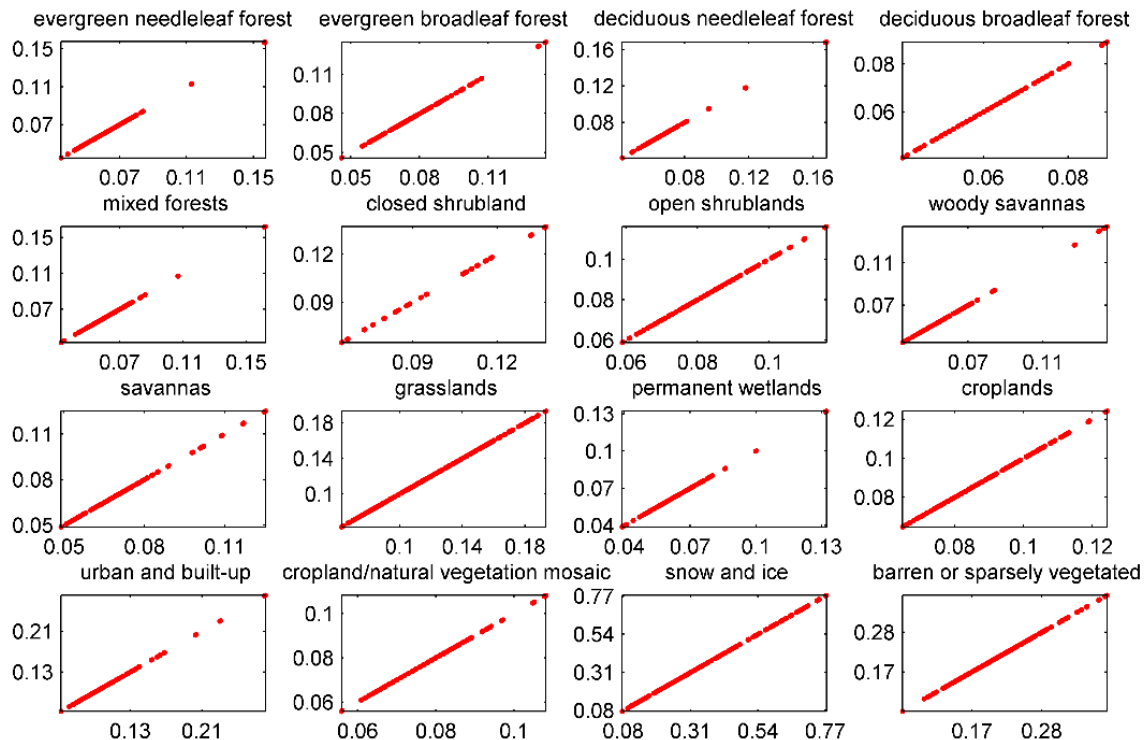 evergreen needleleaf forest evergreen broadleaf forest deciduous needleleaf forest deciduous broadleaf forest
0.15 0.11 0.07
0.13 0.11 0.08 0.05
0.16 0.12 0.08
0.08 0.06
0.07 0.11 0.15 0.05 0.08 0.11 0.08 0.12 0.16 0.06 0.08
mixed forests closed shrubland open shrublands woody savannas
0.15 0.11 0.07
0.12 0.09
0.1 0.08 0.06
0.11 0.07
0.07 0.11 0.15 0.09 0.12 0.06 0.08 0.1 0.07 0.11
savannas grasslands permanent wetlands croplands
0.11 0.08 0.05
0.18 0.14 0.1
0.13 0.1 0.07 0.04
0.12 0.1 0.08
0.05 0.08 0.11 0.1 0.14 0.18 0.04 0.07 0.1 0.13 0.08 0.1 0.12
urban and built-up cropland/natural vegetation mosaic snow and ice barren or sparsely vegetated
0.21 0.13
0.1 0.08 0.06
0.77 0.54 0.31 0.08
0.28 0.17
0.13 0.21 0.06 0.08 0.1 0.08 0.31 0.54 0.77 0.17 0.28